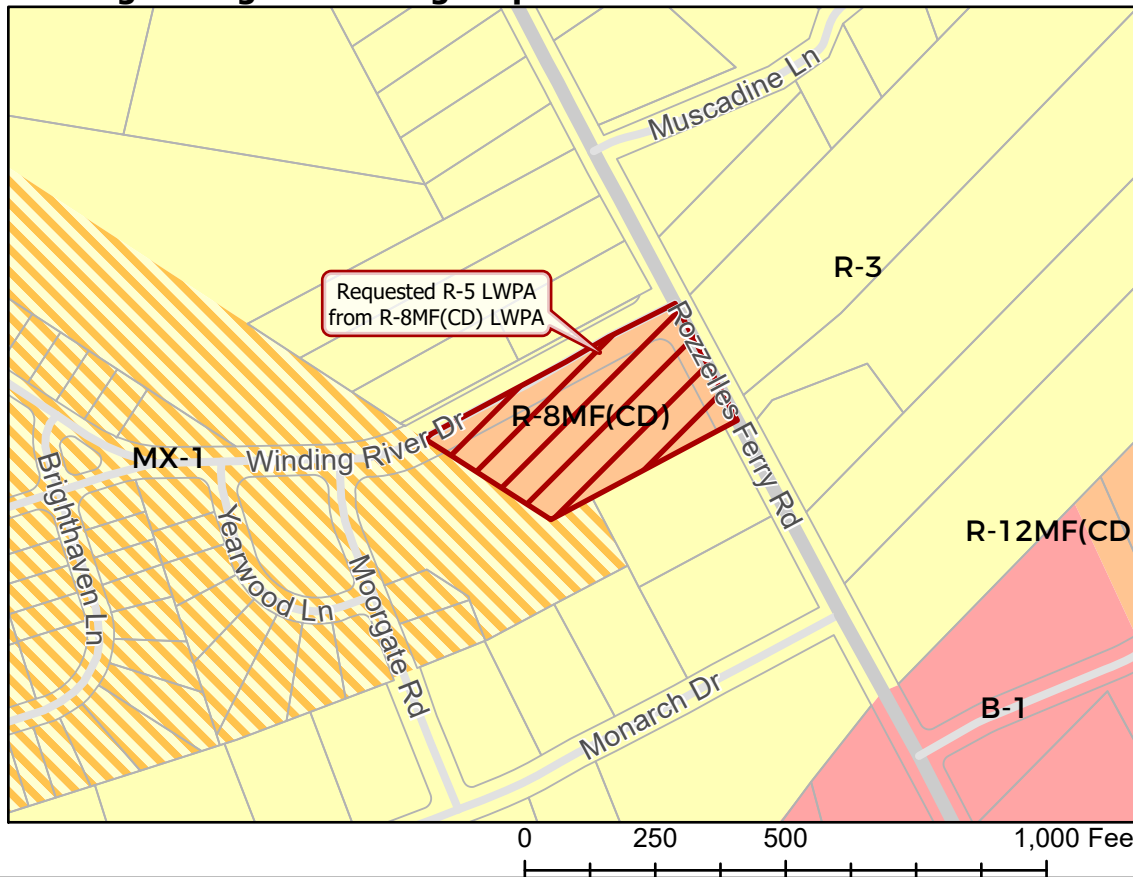 Muscadine Ln
R-3
Requested R-5 LWPA
from R-8MF(CD) LWPA
Rozzelles Ferry Rd
R-8MF(CD)
Winding River Dr
MX-1
Brighthaven Ln
Yearwood Ln
Moorgate Rd
R-12MF(CD
Monarch Dr
B-1
0 250 500 1,000 Fee